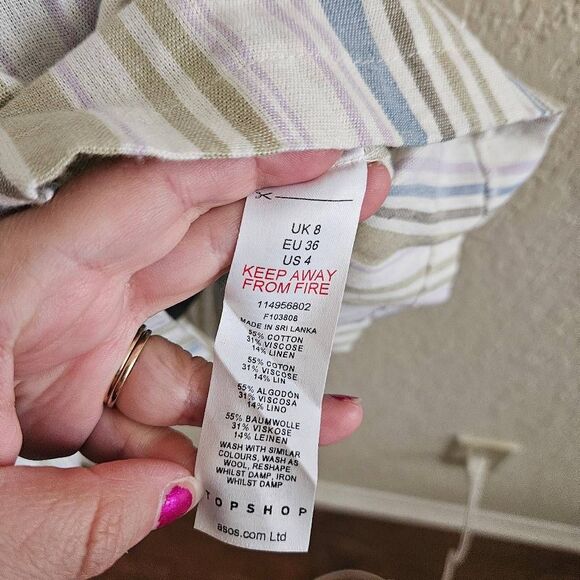 UK 8
EU 36
US 4
KEEP AWAY
FROM FIRE
114956802
F103808
MADE IN SRI LANKA
55% COTTON
31% VISCOSE
14% LINEN
55% COTON
31% VISCOSE
14% LIN
55% ALGODÓN
31% VISCOSA
14% LINO
55% BAUMWOLLE
31% VISKOSE
14% LEINEN
WASH WITH SIMILAR
COLOURS, WASH AS
WOOL, RESHAPE
WHILST DAMP, IRON
WHILST DAMP
TOPSHOP
asos.com Ltd